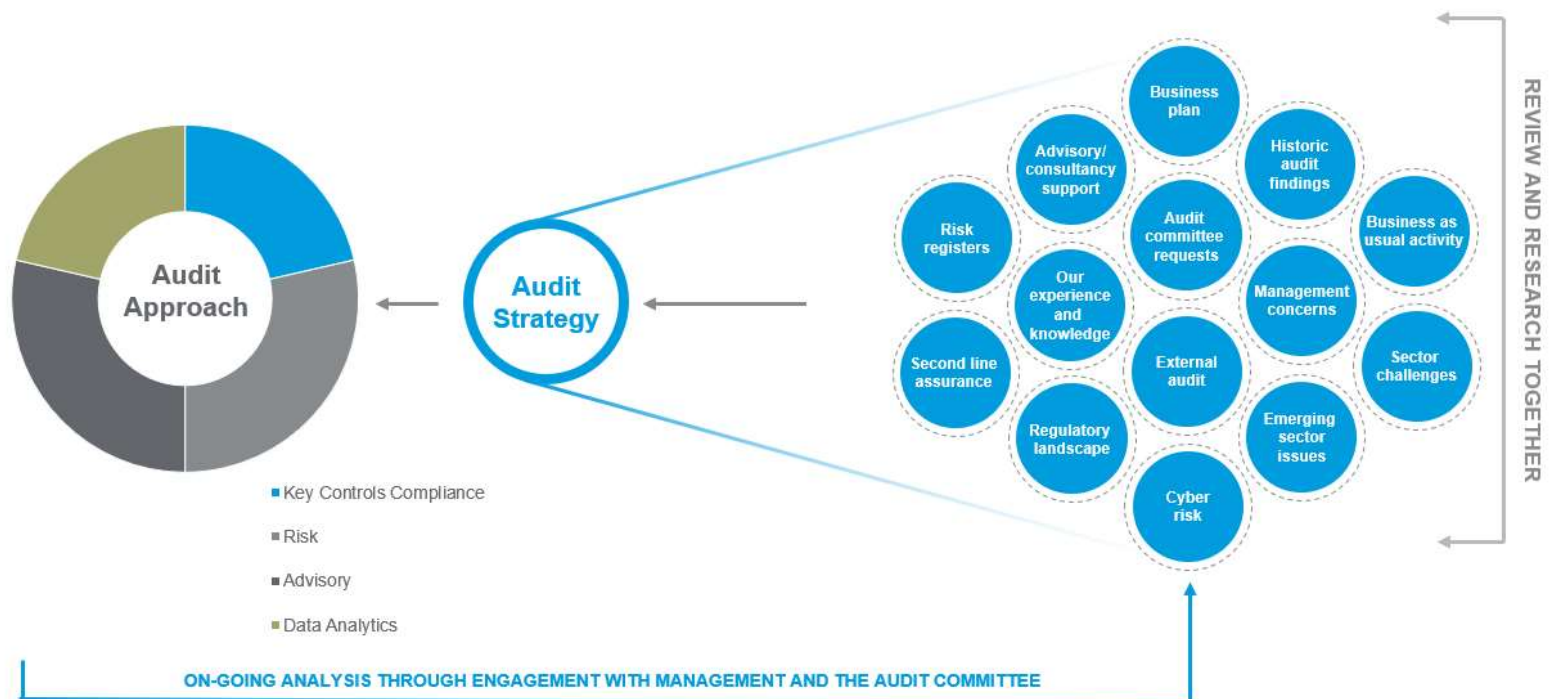 Audit
Approach
Key Controls Compliance
Risk
Advisory
Data Analytics
Audit
Strategy
Business
plan
Advisory/
consultancy
support
Historic
audit
findings
Risk
registers
Audit
committee
requests
Business as
usual activity
Our
experience
and
knowledge
Management
concerns
Second line
assurance
External
audit
Sector
challenges
Regulatory
landscape
Emerging
sector
issues
Cyber
risk
REVIEW AND RESEARCH TOGETHER
ON-GOING ANALYSIS THROUGH ENGAGEMENT WITH MANAGEMENT AND THE AUDIT COMMITTEE